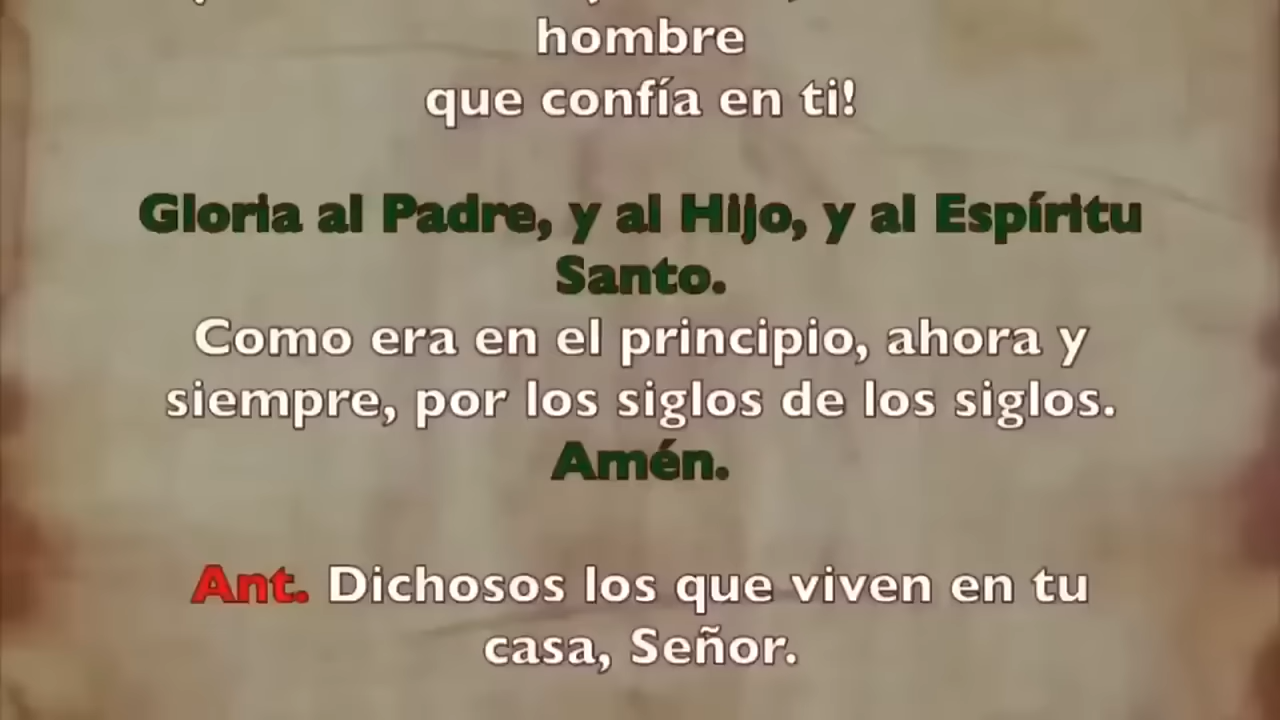 hombre
que confía en ti!
Gloria al Padre, y al Hijo, y al Espíritu
Santo.
Como era en el principio, ahora y
siempre, por los siglos de los siglos.
Amén.
Ant. Dichosos los que viven en tu
casa, Señor.